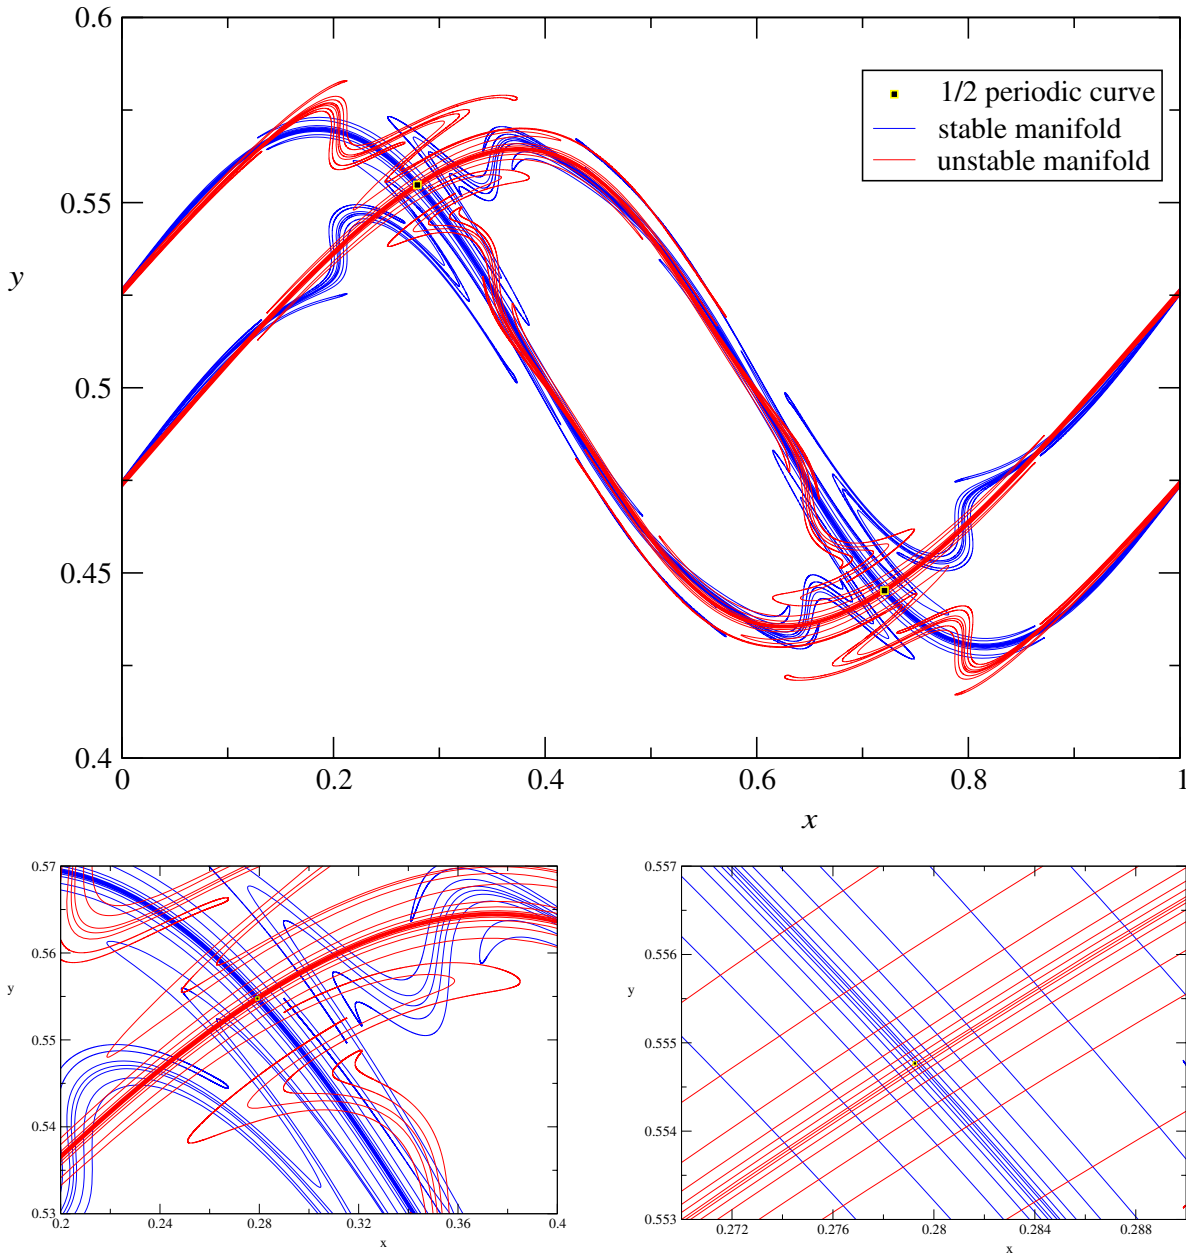 0.6
1/2 periodic curve
stable manifold
unstable manifold
0.55
y
0.5
0.45
0.4
0 0.2 0.4 0.6 0.8 1
x
0.57
0.56
y
0.55
0.54
0.53
0.2 0.24 0.28 0.32 0.36 0.4
x
0.557
0.556
y
0.555
0.554
0.553
0.272 0.276 0.28 0.284 0.288
x